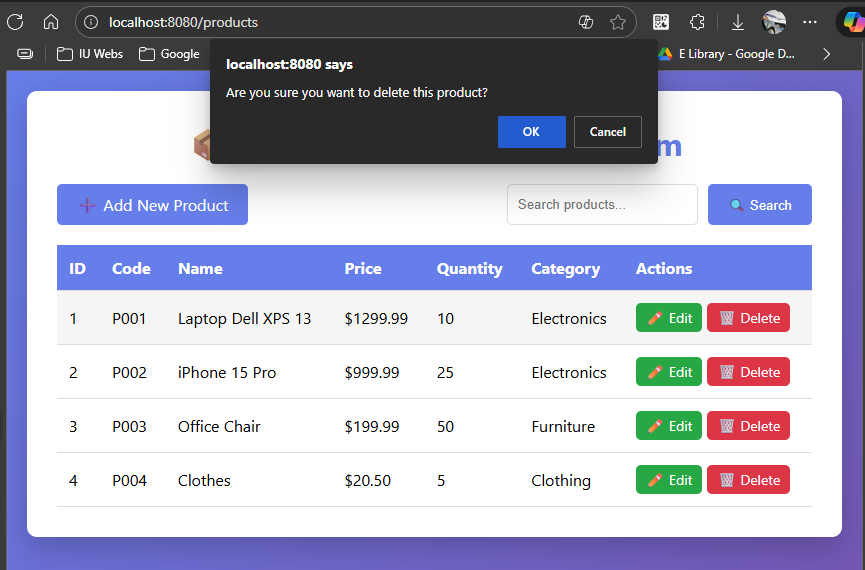 localhost:8080/products
IU Webs
Google
E Library - Google D...
localhost:8080 says
Are you sure you want to delete this product?
OK
Cancel
m
Add New Product
Search products...
Search
ID Code Name Price Quantity Category Actions
1 P001 Laptop Dell XPS 13 $1299.99 10 Electronics Edit Delete
2 P002 iPhone 15 Pro $999.99 25 Electronics Edit Delete
3 P003 Office Chair $199.99 50 Furniture Edit Delete
4 P004 Clothes $20.50 5 Clothing Edit Delete